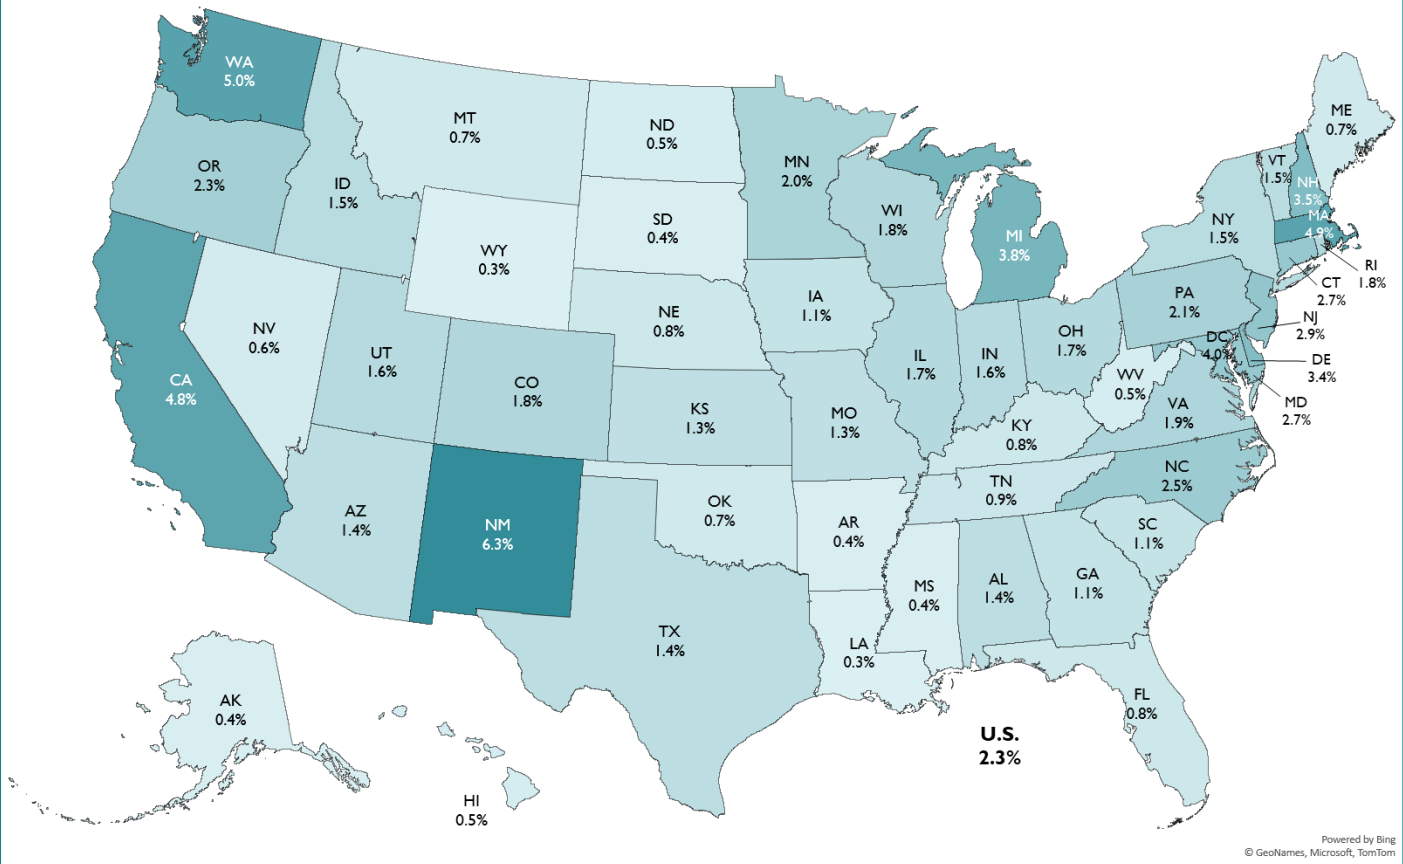 WA
5.0%
MT
0.7%
ND
0.5%
MN
2.0%
ME
0.7%
OR
2.3%
ID
1.5%
VT
1.5%
NH
3.5%
MA
4.9%
SD
0.4%
WI
1.8%
MI
3.8%
NY
1.5%
WY
0.3%
RI
1.8%
CT
2.7%
IA
1.1%
PA
2.1%
NE
0.8%
NJ
2.9%
NV
0.6%
UT
1.6%
OH
1.7%
DC
4.0%
IL
1.7%
IN
1.6%
DE
3.4%
CA
4.8%
CO
1.8%
WV
0.5%
MD
2.7%
KS
1.3%
MO
1.3%
VA
1.9%
KY
0.8%
NC
2.5%
TN
0.9%
AZ
1.4%
NM
6.3%
OK
0.7%
AR
0.4%
SC
1.1%
MS
0.4%
AL
1.4%
GA
1.1%
TX
1.4%
LA
0.3%
AK
0.4%
FL
0.8%
U.S.
2.3%
HI
0.5%
Powered by Bing
© GeoNames, Microsoft, TomTom